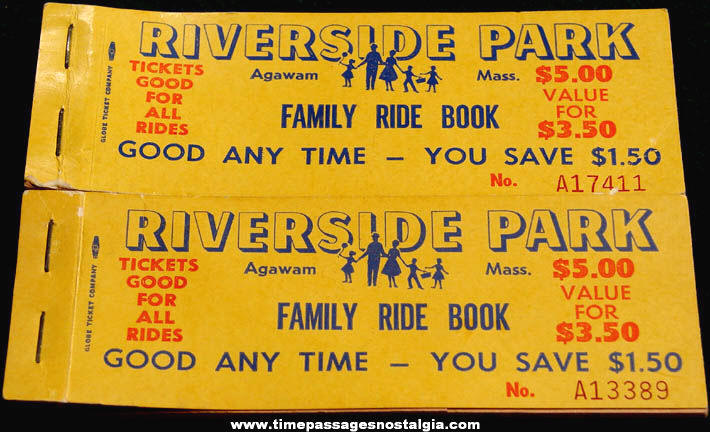 RIVERSIDE PARK
TICKETS GOOD FOR ALL RIDES
Agawam Mass.
$5.00 VALUE FOR $3.50
FAMILY RIDE BOOK
GOOD ANY TIME – YOU SAVE $1.50
No. A17411
GLOBE TICKET COMPANY
RIVERSIDE PARK
TICKETS GOOD FOR ALL RIDES
Agawam Mass.
$5.00 VALUE FOR $3.50
FAMILY RIDE BOOK
GOOD ANY TIME – YOU SAVE $1.50
No. A13389
GLOBE TICKET COMPANY
www.timepassagesnostalgia.com